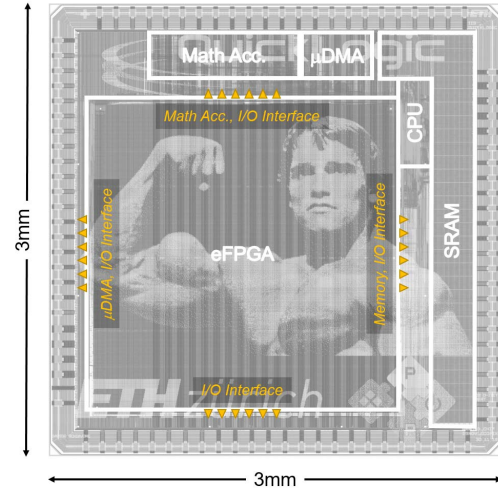 QuickLogic
Math Acc.
μDMA
Math Acc., I/O Interface
CPU
3mm
μDMA, I/O Interface
eFPGA
Memory, I/O Interface
SRAM
I/O Interface
ETH zürich
P
3mm